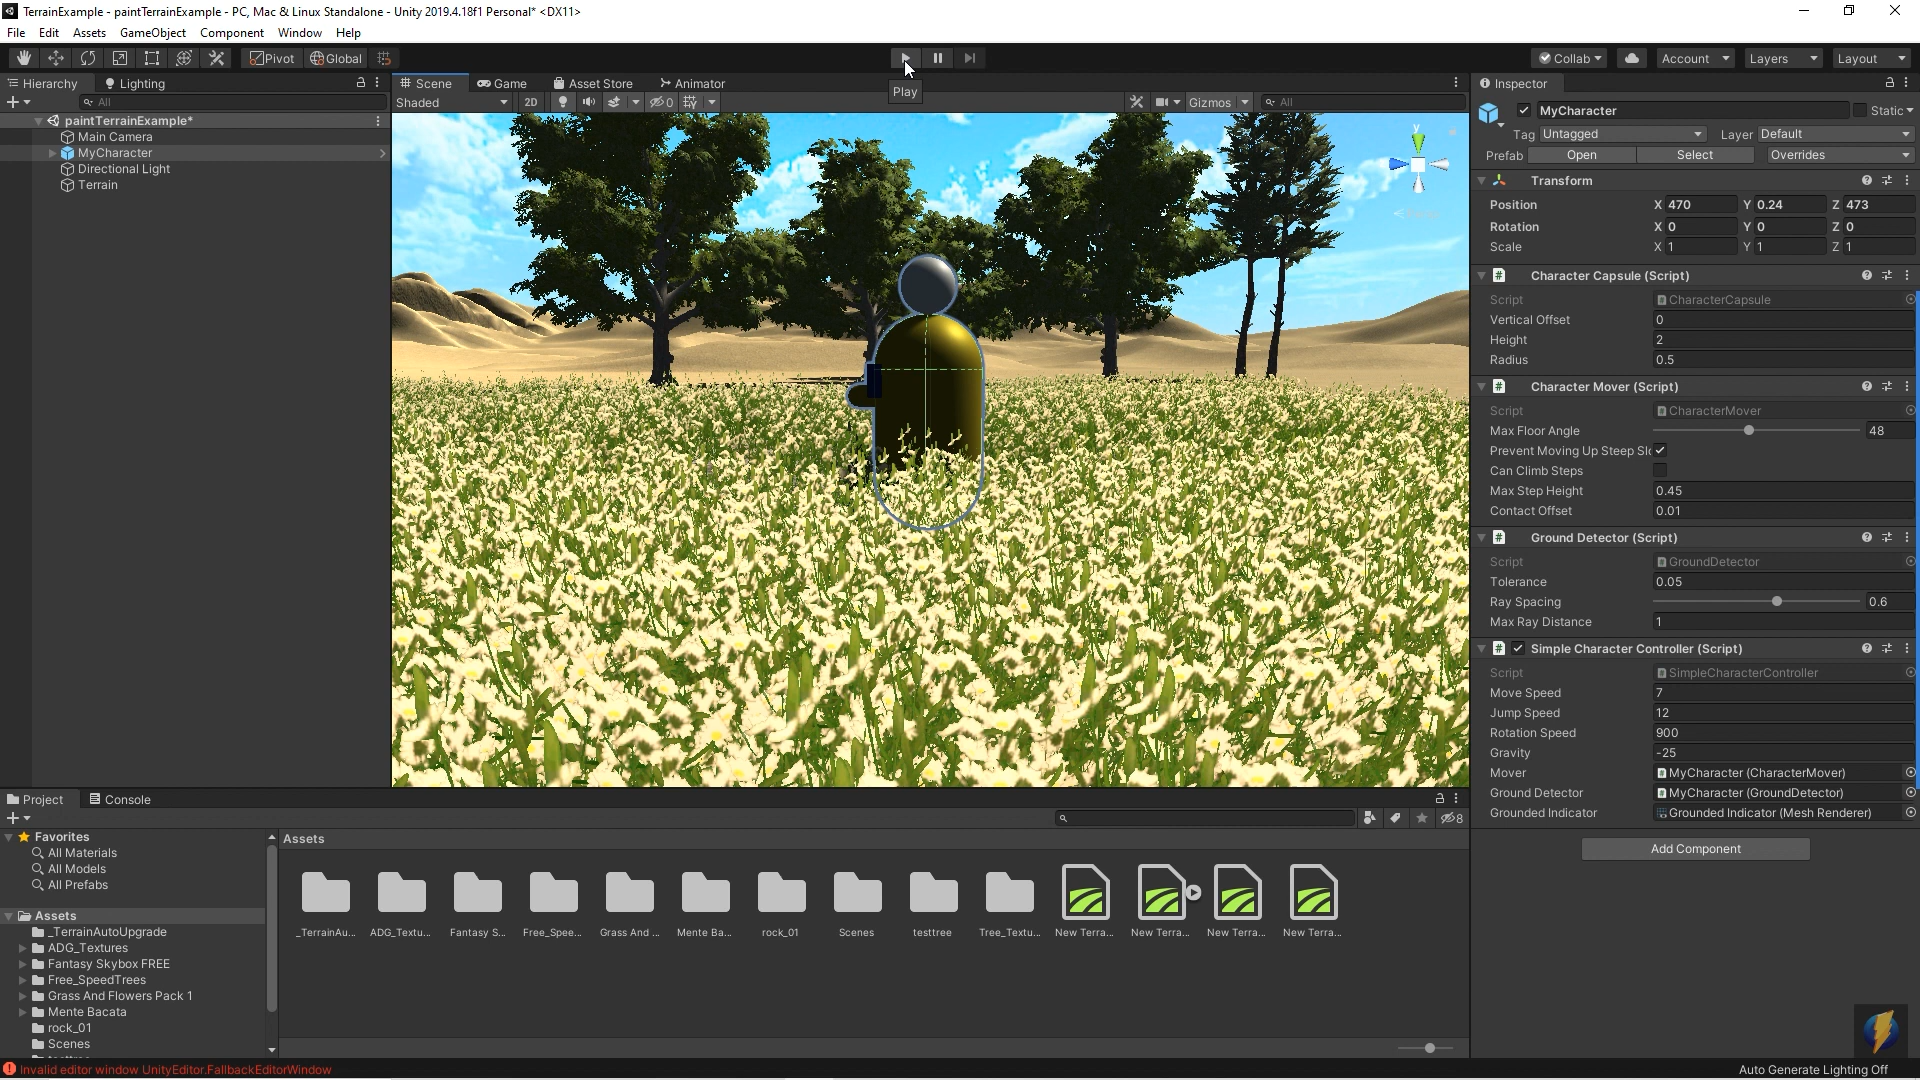 TerrainExample - paintTerrainExample - PC, Mac & Linux Standalone - Unity 2019.4.18f1 Personal* <DX11>
File Edit Assets GameObject Component Window Help
Pivot Global
Collab Account Layers Layout
Play
Hierarchy Lighting
All
paintTerrainExample*
Main Camera
MyCharacter
Directional Light
Terrain
Scene Game Asset Store Animator
Shaded 2D 0 Gizmos All
y
Inspector
MyCharacter Static
Tag Untagged Layer Default
Prefab Open Select Overrides
Transform
Position X 470 Y 0.24 Z 473
Rotation X 0 Y 0 Z 0
Scale X 1 Y 1 Z 1
Character Capsule (Script)
Script CharacterCapsule
Vertical Offset 0
Height 2
Radius 0.5
Character Mover (Script)
Script CharacterMover
Max Floor Angle 48
Prevent Moving Up Steep Slo
Can Climb Steps
Max Step Height 0.45
Contact Offset 0.01
Ground Detector (Script)
Script GroundDetector
Tolerance 0.05
Ray Spacing 0.6
Max Ray Distance 1
Simple Character Controller (Script)
Script SimpleCharacterController
Move Speed 7
Jump Speed 12
Rotation Speed 900
Gravity -25
Mover MyCharacter (CharacterMover)
Ground Detector MyCharacter (GroundDetector)
Grounded Indicator Grounded Indicator (Mesh Renderer)
Add Component
Project Console
8
Favorites
All Materials
All Models
All Prefabs
Assets
_TerrainAutoUpgrade
ADG_Textures
Fantasy Skybox FREE
Free_SpeedTrees
Grass And Flowers Pack 1
Mente Bacata
rock_01
Scenes
Assets
_TerrainAu... ADG_Textu... Fantasy S... Free_Spee... Grass And ... Mente Ba... rock_01 Scenes testtree Tree_Textu... New Terra... New Terra... New Terra... New Terra...
Invalid editor window UnityEditor.FallbackEditorWindow
Auto Generate Lighting Off